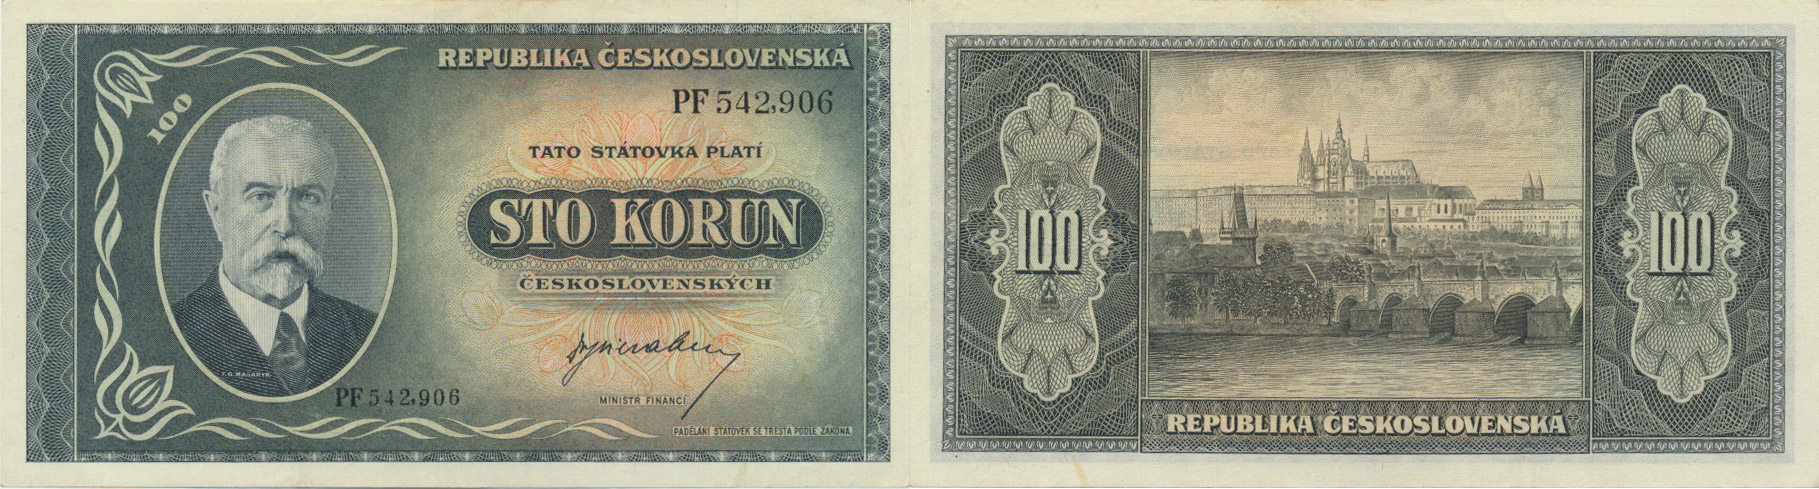 REPUBLIKA ČESKOSLOVENSKÁ
PF 542,906
100
TATO STÁTOVKA PLATÍ
STO KORUN
ČESKOSLOVENSKÝCH
T. G. MASARYK
PF 542,906
MINISTR FINANCÍ
PADĚLÁNÍ STÁTOVEK SE TRESTÁ PODLE ZÁKONA.
100
100
REPUBLIKA ČESKOSLOVENSKÁ